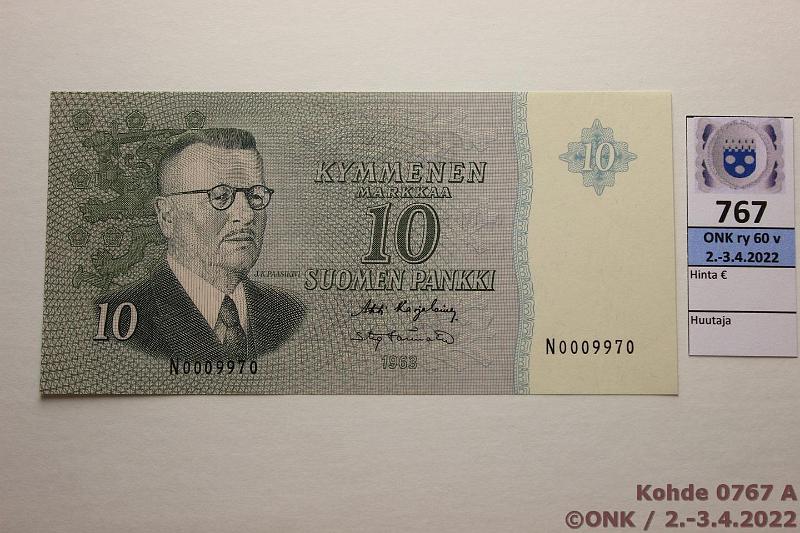 KYMMENEN
MARKKAA
10
SUOMEN PANKKI
J.K.PAASIKIVI
10
10
N0009970
1963
N0009970
767
ONK ry 60 v
2.-3.4.2022
Hinta €
Huutaja
Kohde 0767 A
©ONK / 2.-3.4.2022